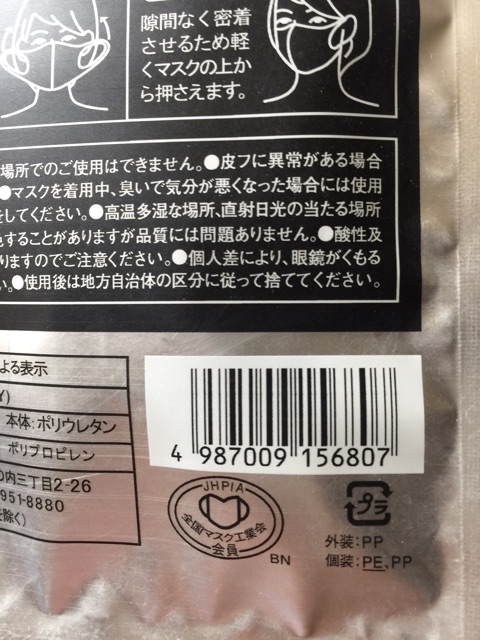 隙間なく密着
させるため軽
くマスクの上か
ら押さえます。
場所でのご使用はできません。●皮フに異常がある場合
●マスクを着用中、臭いで気分が悪くなった場合には使用
をしてください。●高温多湿な場所、直射日光の当たる場所
色することがありますが品質には問題ありません。●酸性及
りますのでご注意ください。●個人差により、眼鏡がくもる
い。●使用後は地方自治体の区分に従って捨ててください。
よる表示
Y)
本体:ポリウレタン
ポリプロピレン
の内三丁目2-26
951-8880
を除く)
4 987009 156807
JHPIA
全国マスク工業会
会員
BN
プラ
外装:PP
個装:PE、PP